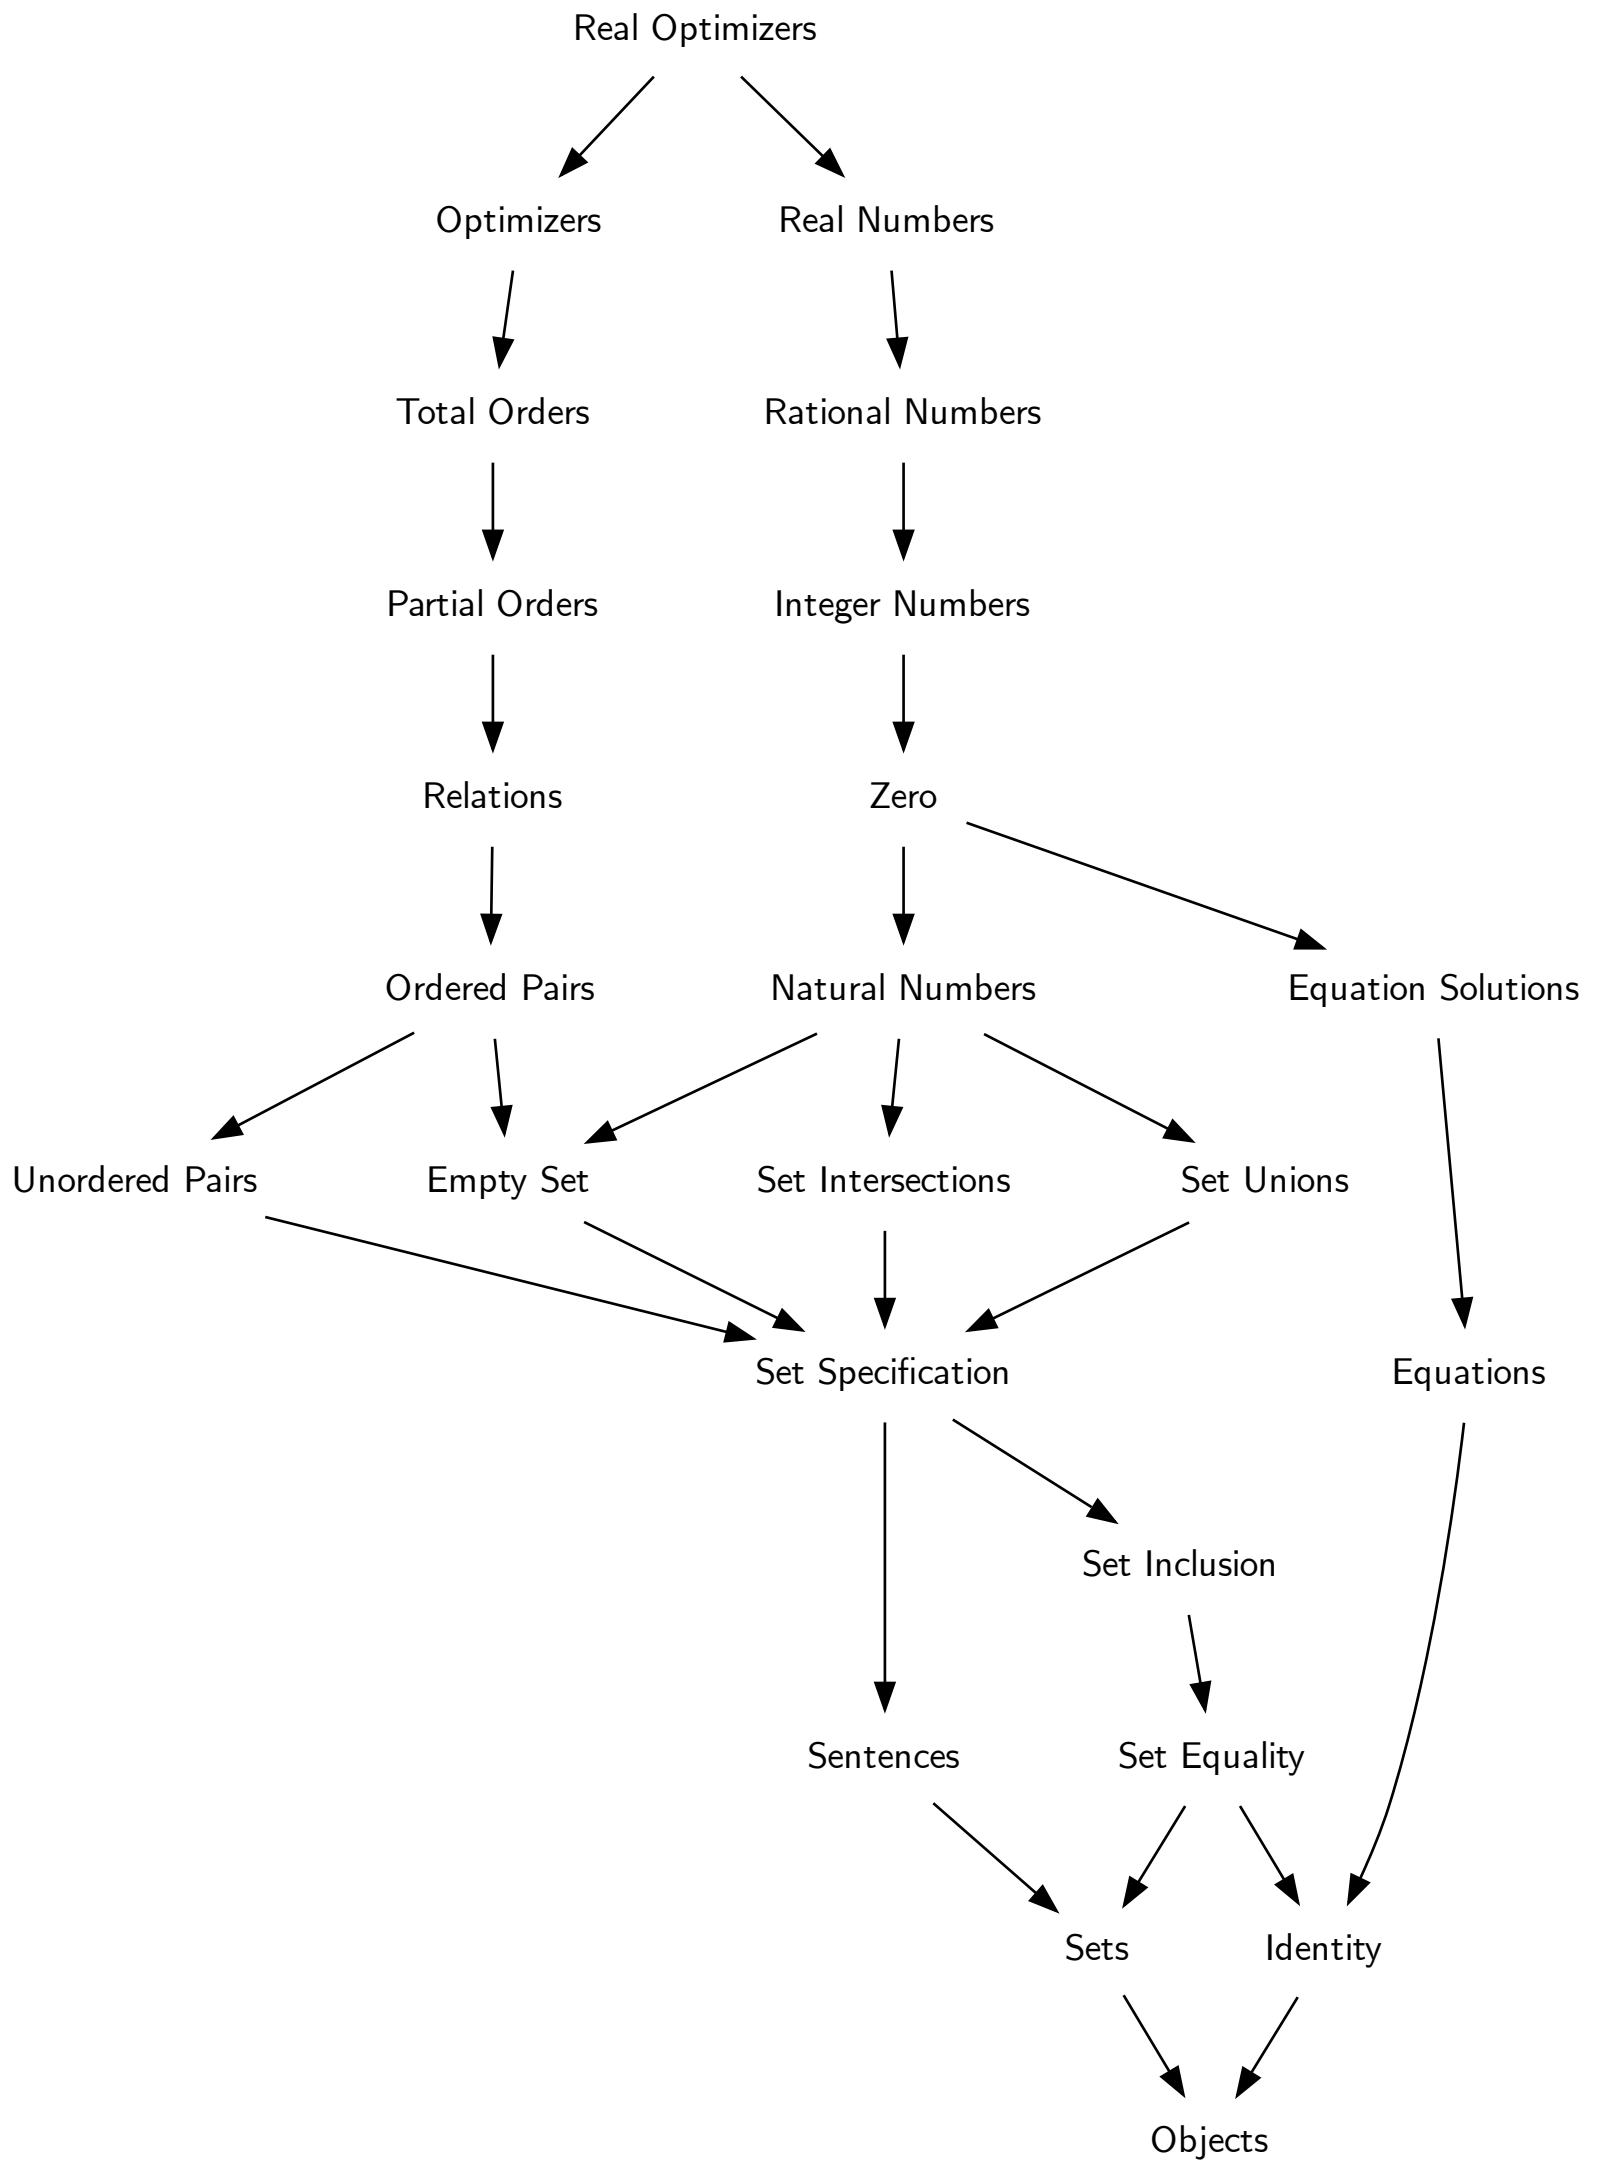 Real Optimizers
Optimizers
Real Numbers
Total Orders
Rational Numbers
Partial Orders
Integer Numbers
Relations
Zero
Ordered Pairs
Natural Numbers
Equation Solutions
Unordered Pairs
Empty Set
Set Intersections
Set Unions
Set Specification
Equations
Set Inclusion
Sentences
Set Equality
Sets
Identity
Objects